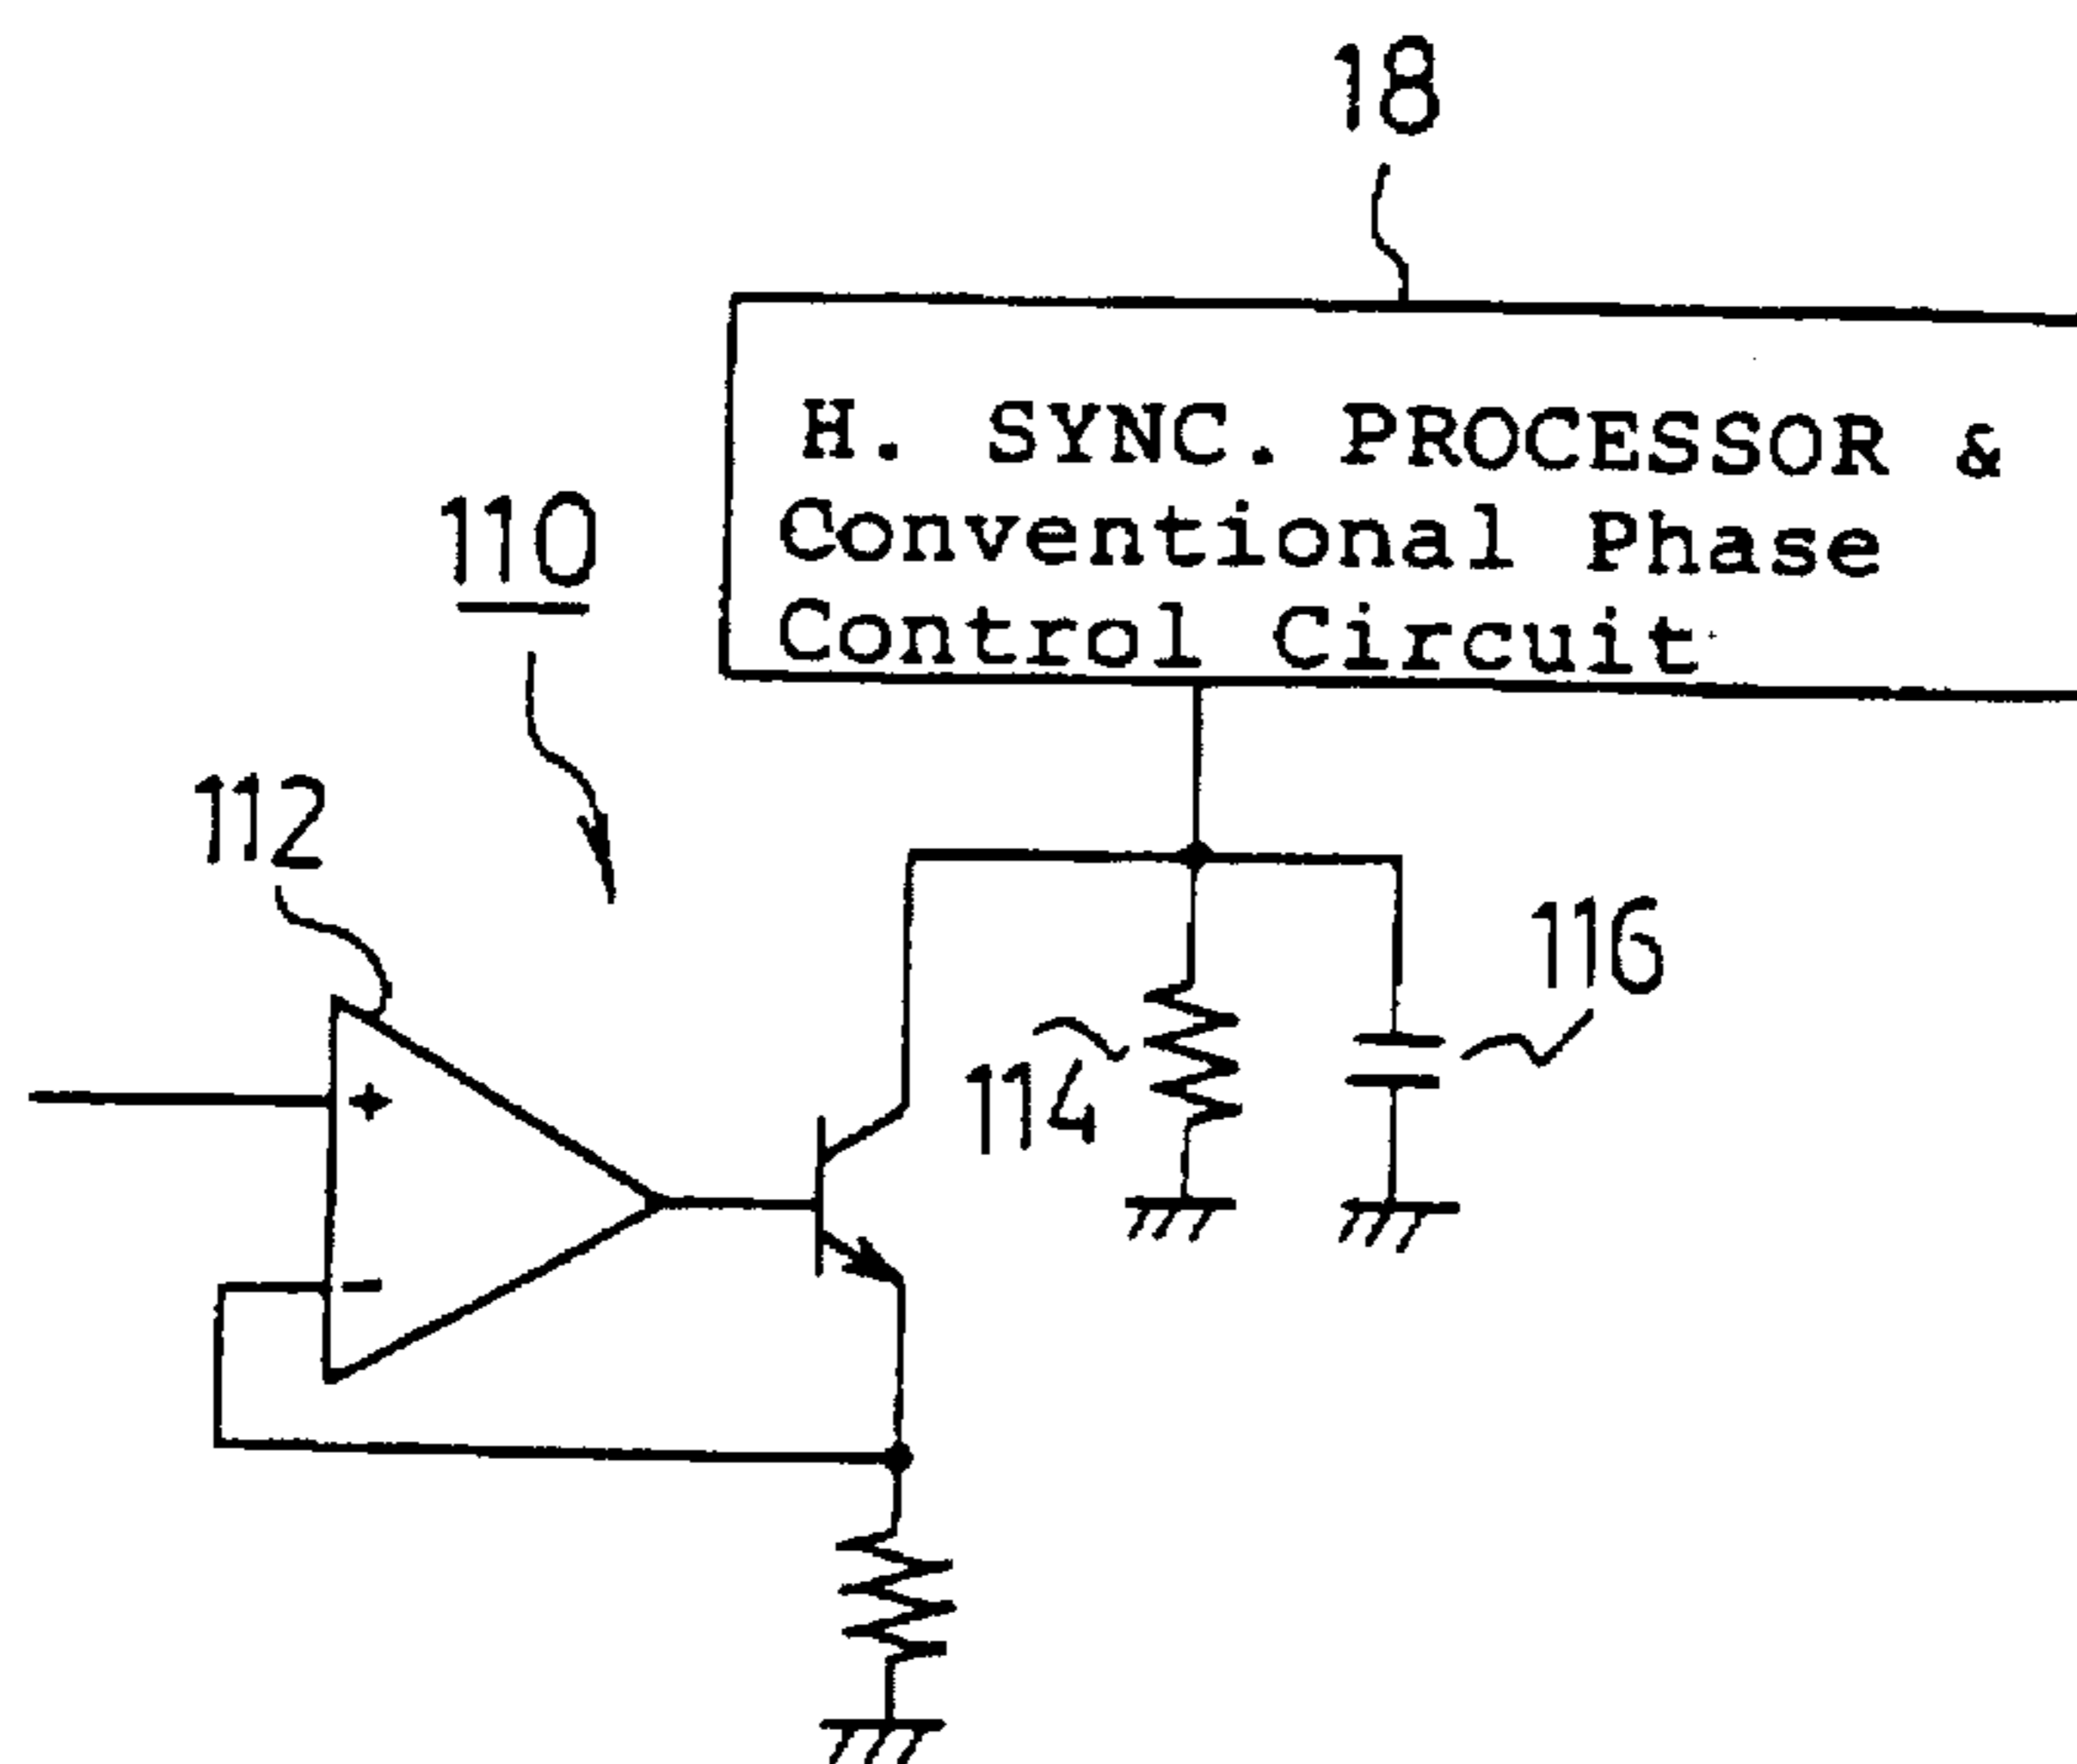 18
H. SYNC. PROCESSOR &
Conventional Phase
Control Circuit
110
112
116
114
+
-